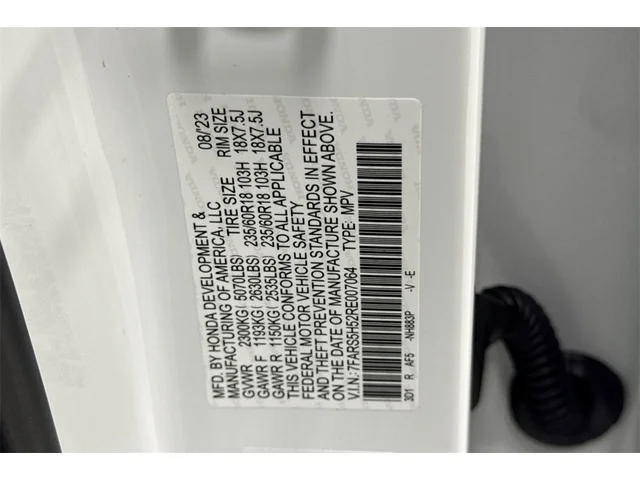 MFD. BY HONDA DEVELOPMENT & 08/'23
MANUFACTURING OF AMERICA, LLC
TIRE SIZE RIM SIZE
GVWR 2300KG ( 5070LBS)
GAWR F 1193KG ( 2630LBS) 235/60R18 103H 18X7.5J
GAWR R 1150KG ( 2535LBS) 235/60R18 103H 18X7.5J
THIS VEHICLE CONFORMS TO ALL APPLICABLE
FEDERAL MOTOR VEHICLE SAFETY
AND THEFT PREVENTION STANDARDS IN EFFECT
ON THE DATE OF MANUFACTURE SHOWN ABOVE.
V.I.N.:7FARS5H52RE007064 TYPE: MPV
3D1 R AF5 -NH883P -V -E